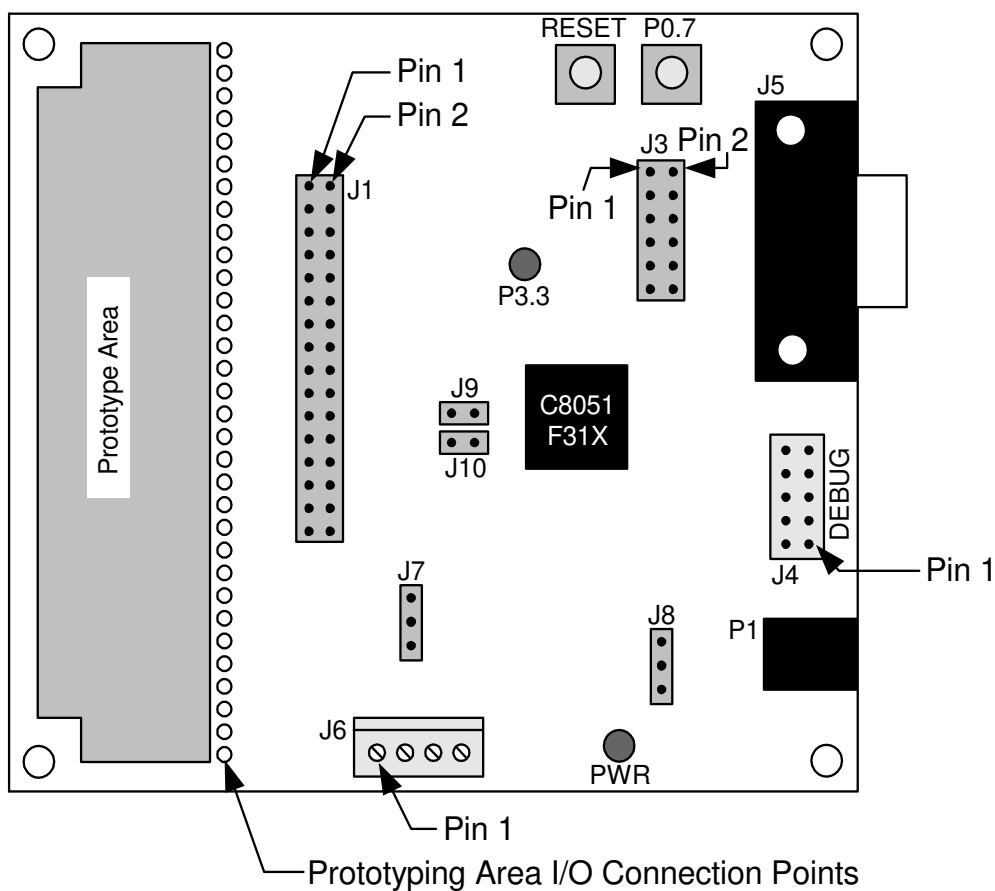 RESET
P0.7
Pin 1
Pin 2
J5
J3
Pin 2
J1
Pin 1
P3.3
Prototype Area
J9
C8051
F31X
J10
DEBUG
J4
Pin 1
J7
J8
P1
J6
PWR
Pin 1
Prototyping Area I/O Connection Points